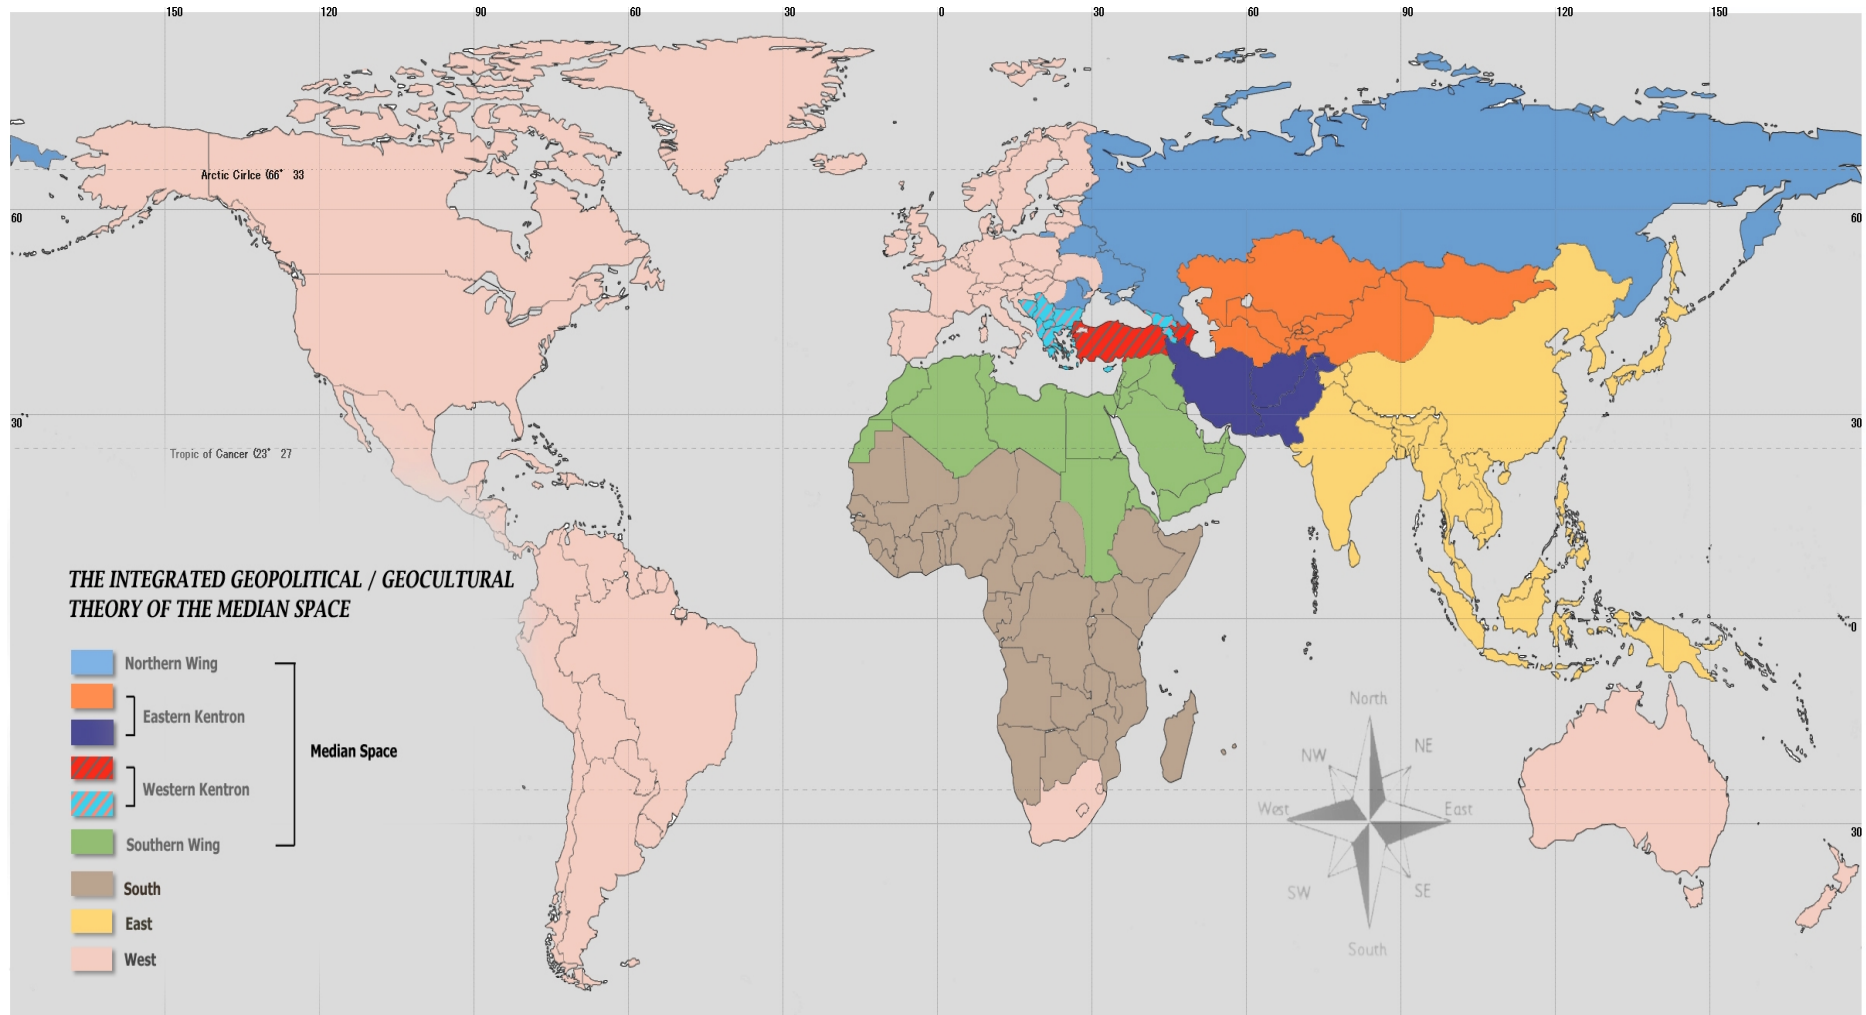 150 120 90 60 30 0 30 60 90 120 150
Arctic Cirlce (66° 33
60 60
30 30
Tropic of Cancer (23° 27
THE INTEGRATED GEOPOLITICAL / GEOCULTURAL
THEORY OF THE MEDIAN SPACE
0
Northern Wing
Eastern Kentron
Median Space
Western Kentron
Southern Wing
South
East
West
North
NW NE
West East
30
SW SE
South